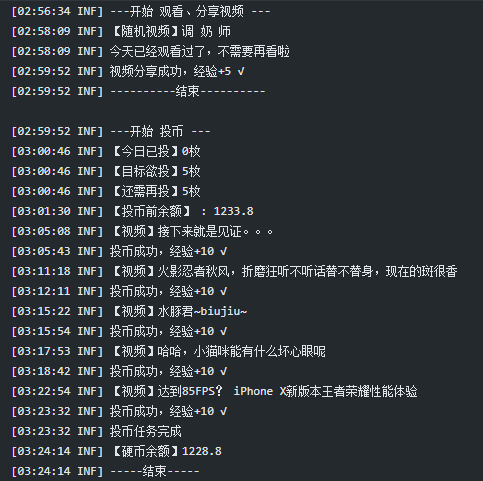 [02:56:34 INF] ---开始 观看、分享视频 ---
[02:58:09 INF] 【随机视频】调 奶 师
[02:58:09 INF] 今天已经观看过了，不需要再看啦
[02:59:52 INF] 视频分享成功，经验+5 √
[02:59:52 INF] ----------结束----------
[02:59:52 INF] ---开始 投币 ---
[03:00:46 INF] 【今日已投】0枚
[03:00:46 INF] 【目标欲投】5枚
[03:00:46 INF] 【还需再投】5枚
[03:01:30 INF] 【投币前余额】 : 1233.8
[03:05:08 INF] 【视频】接下来就是见证。。。
[03:05:43 INF] 投币成功，经验+10 √
[03:11:18 INF] 【视频】火影忍者秋风，折磨狂听不听话替不替身，现在的斑很香
[03:12:11 INF] 投币成功，经验+10 √
[03:15:22 INF] 【视频】水豚君~biujiu~
[03:15:54 INF] 投币成功，经验+10 √
[03:17:53 INF] 【视频】哈哈，小猫咪能有什么坏心眼呢
[03:18:42 INF] 投币成功，经验+10 √
[03:22:54 INF] 【视频】达到85FPS？ iPhone X新版本王者荣耀性能体验
[03:23:32 INF] 投币成功，经验+10 √
[03:23:32 INF] 投币任务完成
[03:24:14 INF] 【硬币余额】1228.8
[03:24:14 INF] -----结束-----